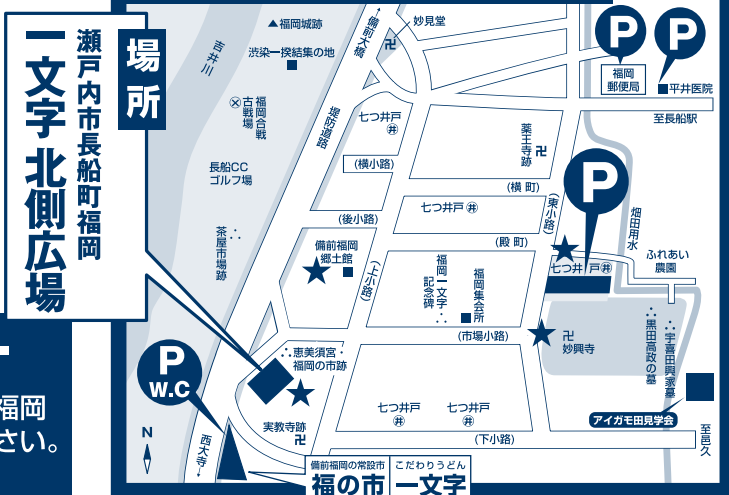 場所
瀬戸内市長船町福岡
一文字 北側広場
福岡
さい。
吉井川
▲福岡城跡
渋染一揆結集の地
福岡合戦
古戦場
長船CC
ゴルフ場
茶屋市場跡
↑備前大橋
堤防道路
妙見堂
七つ井戸
(横小路)
(後小路)
備前福岡
郷土館
(上小路)
恵美須宮・
福岡の市跡
実教寺跡
P
W.C
N
西大寺↓
P
P
福岡
郵便局
平井医院
至長船駅
薬王寺跡
(横町)
P
(東小路)
七つ井戸
(殿町)
畑田用水
ふれあい
農園
七つ井戸
福岡一文字
記念碑
福岡集会所
(市場小路)
妙興寺
黒田高政の墓
宇喜田興家墓
アイガモ田見学会
七つ井戸
七つ井戸
(下小路)
至邑久
備前福岡の常設市
福の市
こだわりうどん
一文字